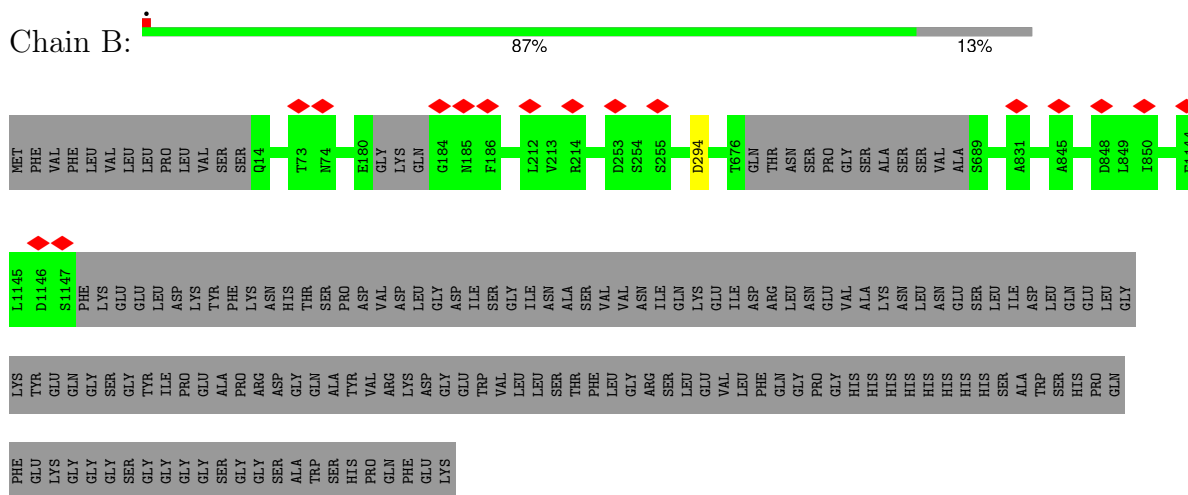 Chain B:
87%
13%
MET PHE VAL PHE LEU VAL LEU LEU PRO LEU VAL SER SER Q14 T73 N74 E180 GLY LYS GLN G184 N185 F186 L212 V213 R214 D253 S254 S255 D294 T676 GLN THR ASN SER PRO GLY SER ALA SER SER VAL ALA S689 A831 A845 D848 L849 I850
L1145 D1146 S1147 PHE LYS GLU GLU LEU ASP LYS TYR PHE LYS ASN HIS THR SER PRO ASP VAL ASP LEU GLY ASP ILE SER GLY ILE ASN ALA SER VAL VAL ASN ILE GLN LYS GLU ILE ASP ARG LEU ASN GLU VAL ALA LYS ASN LEU ASN GLU SER LEU ILE ASP LEU GLN GLU LEU GLY
LYS TYR GLU GLN GLY SER GLY TYR ILE PRO GLU ALA PRO ARG ASP GLY GLN ALA TYR VAL ARG LYS ASP GLY GLU TRP VAL LEU LEU SER THR PHE LEU GLY ARG SER LEU GLU VAL LEU PHE GLN GLY PRO GLY HIS HIS HIS HIS HIS HIS HIS HIS SER ALA TRP SER HIS PRO GLN
PHE GLU LYS GLY GLY GLY SER GLY GLY GLY GLY SER GLY GLY SER ALA TRP SER HIS PRO GLN PHE GLU LYS